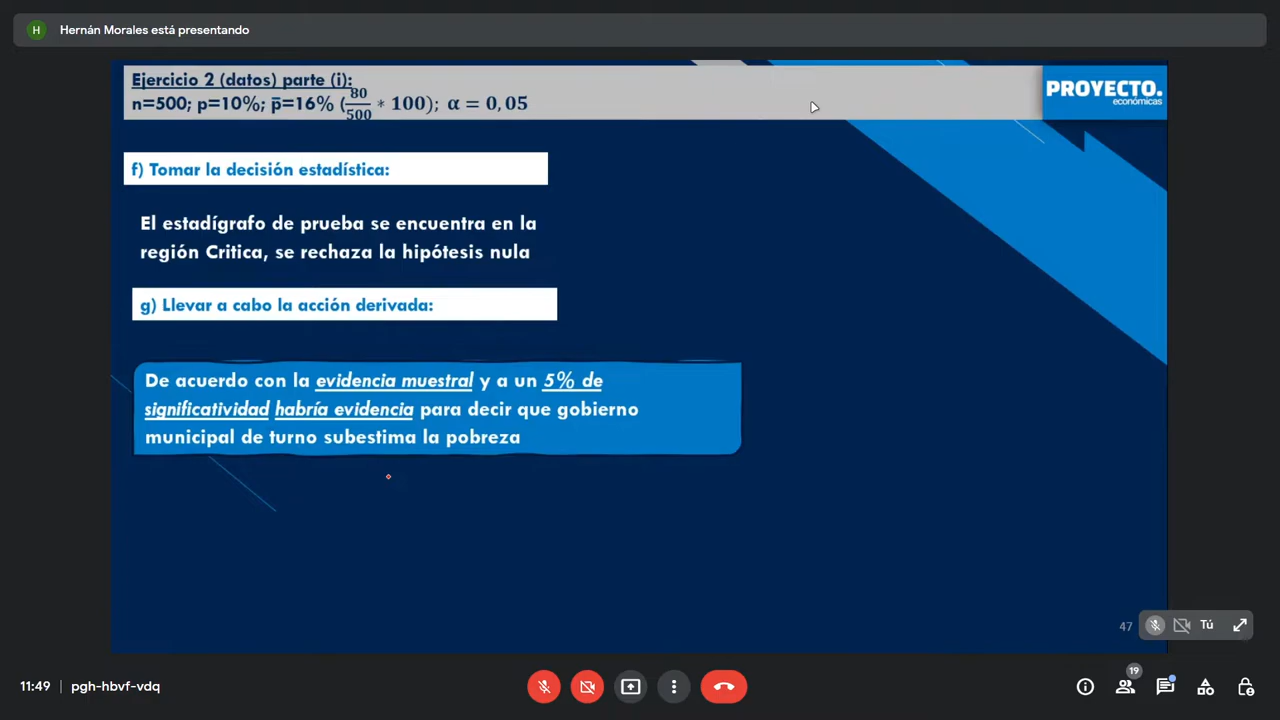 H Hernán Morales está presentando
Ejercicio 2 (datos) parte (i):
n=500; p=10%; p̄=16% (80/500 * 100); α = 0,05
PROYECTO.
económicas
f) Tomar la decisión estadística:
El estadígrafo de prueba se encuentra en la
región Critica, se rechaza la hipótesis nula
g) Llevar a cabo la acción derivada:
De acuerdo con la evidencia muestral y a un 5% de
significatividad habría evidencia para decir que gobierno
municipal de turno subestima la pobreza
47
Tú
11:49 | pgh-hbvf-vdq
19